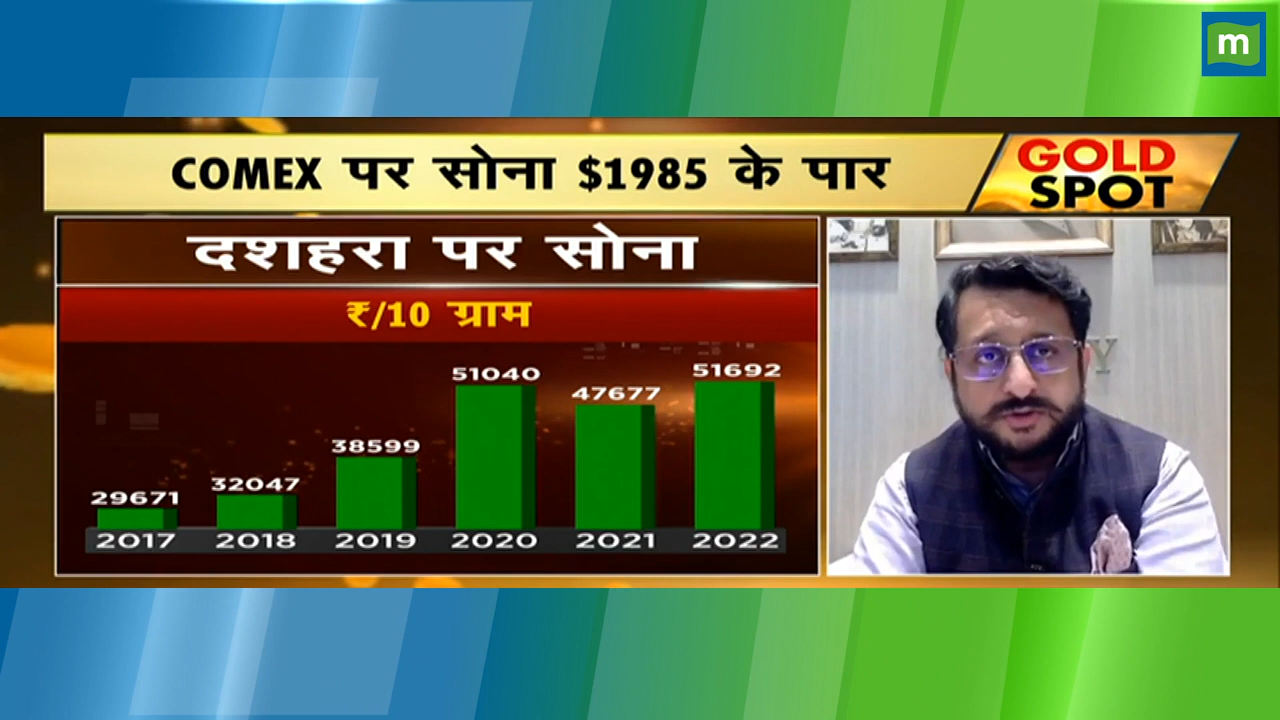 m
COMEX पर सोना $1985 के पार
GOLD
SPOT
दशहरा पर सोना
₹/10 ग्राम
29671
32047
38599
51040
47677
51692
2017
2018
2019
2020
2021
2022
Y